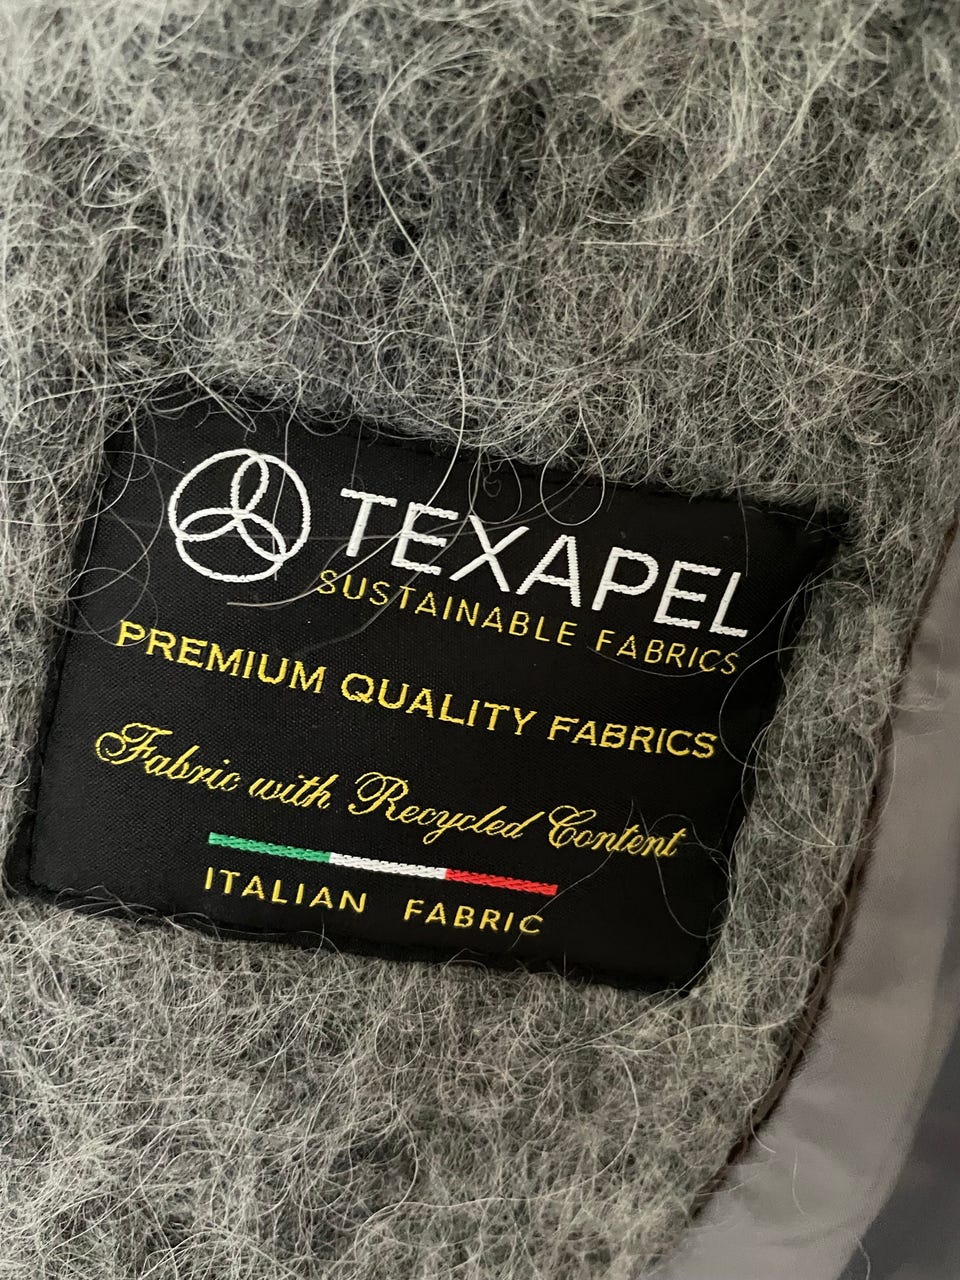 TEXAPEL
SUSTAINABLE FABRICS
PREMIUM QUALITY FABRICS
Fabric with Recycled Content
ITALIAN FABRIC